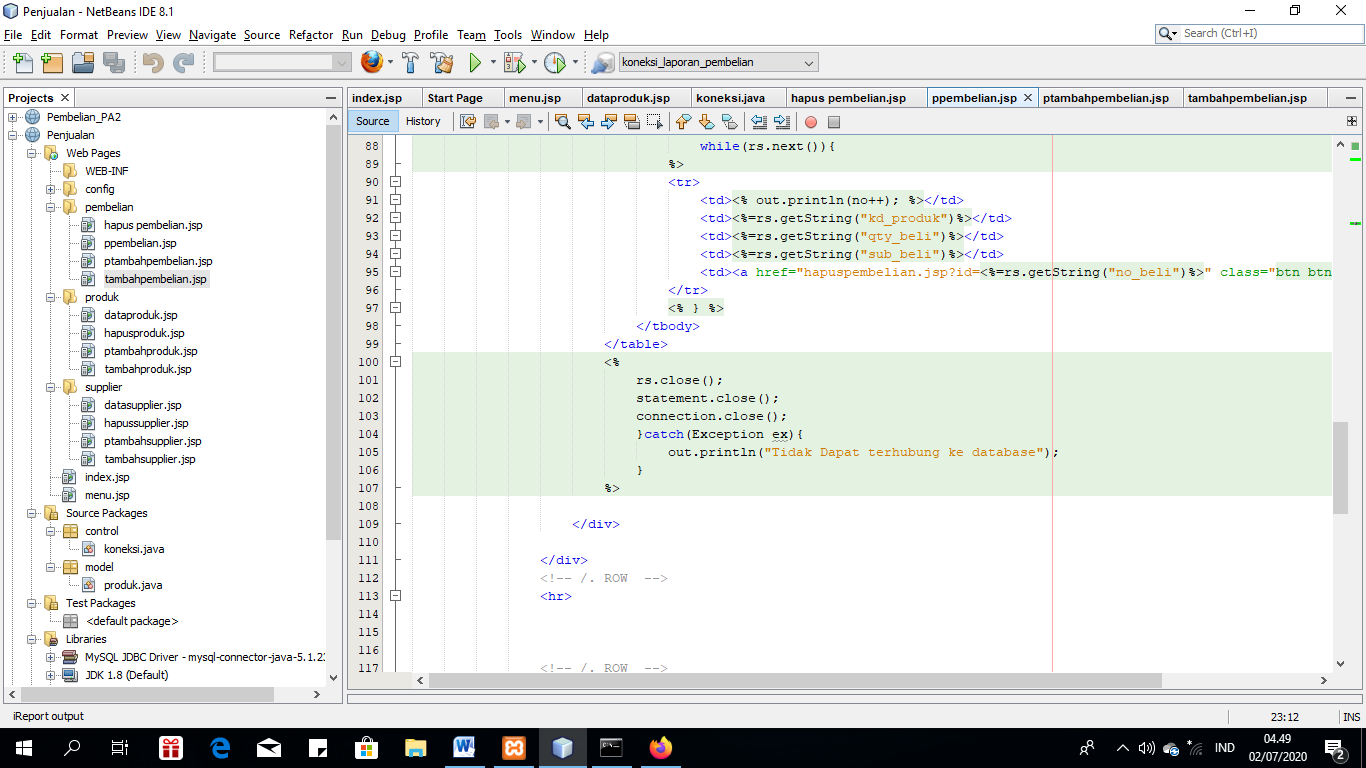 Penjualan - NetBeans IDE 8.1
File Edit Format Preview View Navigate Source Refactor Run Debug Profile Team Tools Window Help
Search (Ctrl+I)
koneksi_laporan_pembelian
Projects
Pembelian_PA2
Penjualan
Web Pages
WEB-INF
config
pembelian
hapus pembelian.jsp
ppembelian.jsp
ptambahpembelian.jsp
tambahpembelian.jsp
produk
dataproduk.jsp
hapusproduk.jsp
ptambahproduk.jsp
tambahproduk.jsp
supplier
datasupplier.jsp
hapussupplier.jsp
ptambahsupplier.jsp
tambahsupplier.jsp
index.jsp
menu.jsp
Source Packages
control
koneksi.java
model
produk.java
Test Packages
<default package>
Libraries
MySQL JDBC Driver - mysql-connector-java-5.1.23
JDK 1.8 (Default)
index.jsp Start Page menu.jsp dataproduk.jsp koneksi.java hapus pembelian.jsp ppembelian.jsp ptambahpembelian.jsp tambahpembelian.jsp
Source History
88 while(rs.next()){
89 %>
90 <tr>
91 <td><% out.println(no++); %></td>
92 <td><%=rs.getString("kd_produk")%></td>
93 <td><%=rs.getString("qty_beli")%></td>
94 <td><%=rs.getString("sub_beli")%></td>
95 <td><a href="hapuspembelian.jsp?id=<%=rs.getString("no_beli")%>" class="btn btn
96 </tr>
97 <% } %>
98 </tbody>
99 </table>
100 <%
101 rs.close();
102 statement.close();
103 connection.close();
104 }catch(Exception ex){
105 out.println("Tidak Dapat terhubung ke database");
106 }
107 %>
108
109 </div>
110
111 </div>
112 <!-- /. ROW -->
113 <hr>
114
115
116
117 <!-- /. ROW -->
iReport output
23:12 INS
IND
04.49
02/07/2020
2